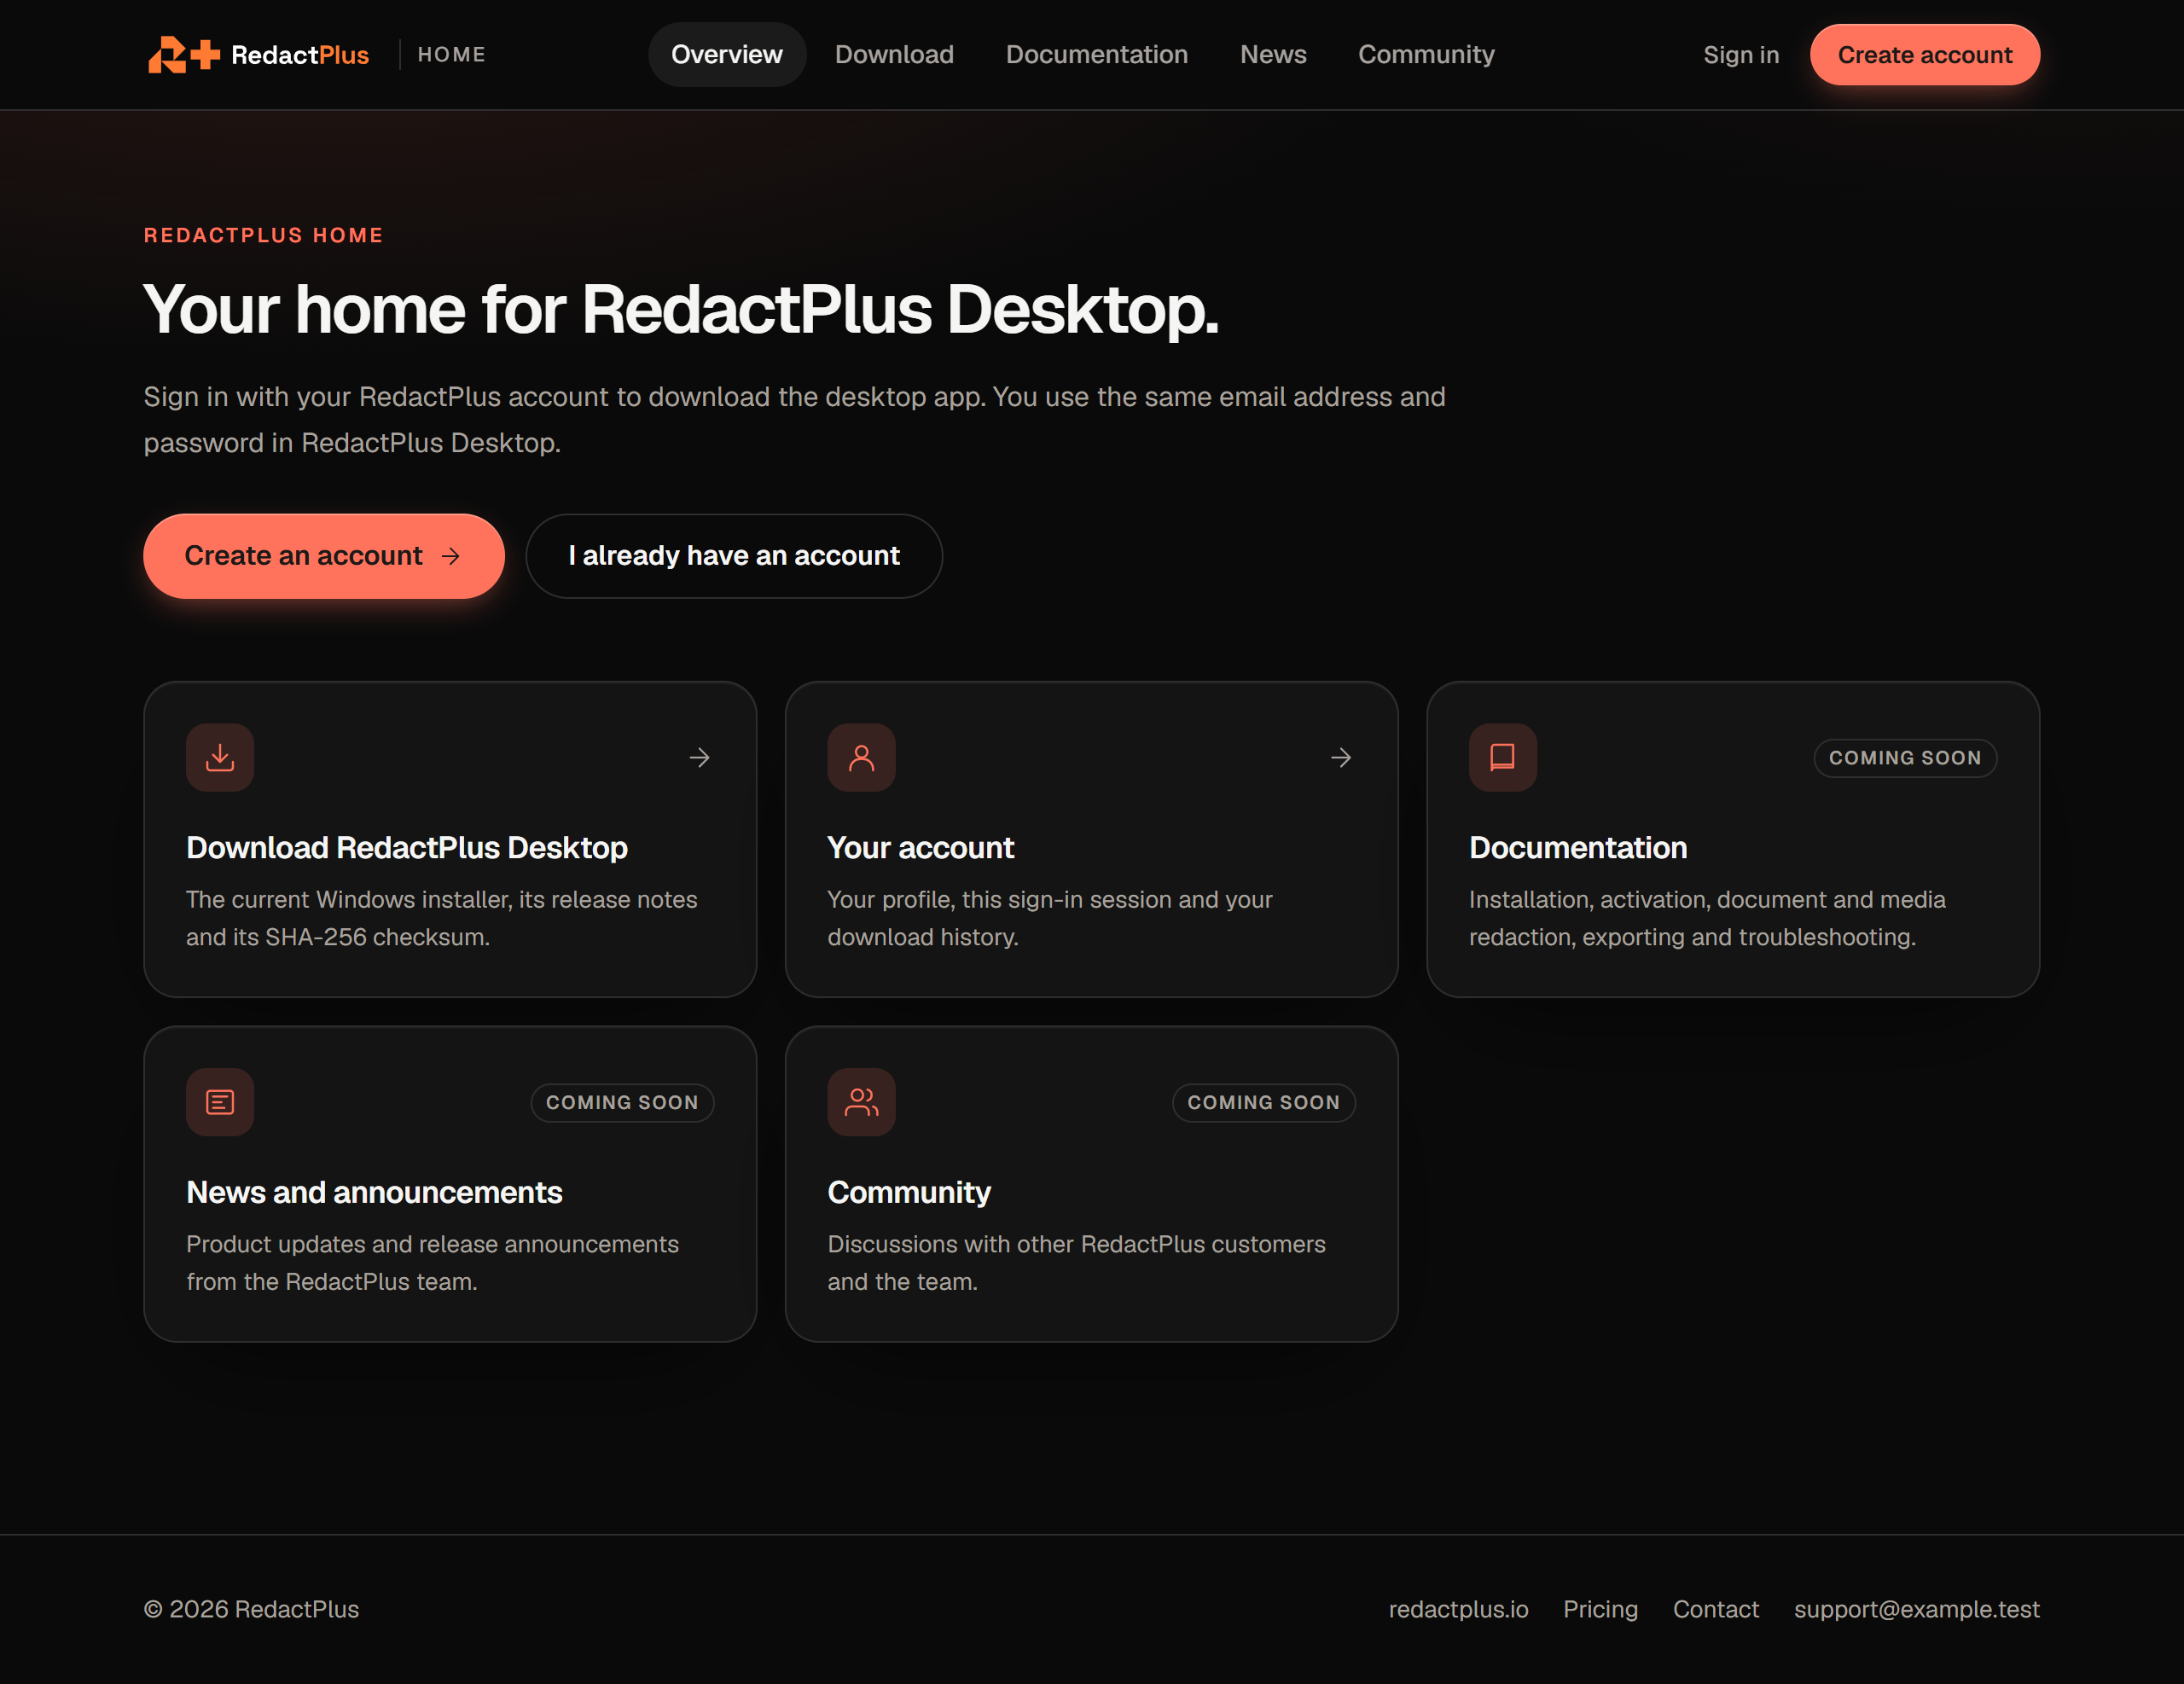 RedactPlus
HOME
Overview
Download
Documentation
News
Community
Sign in
Create account
REDACTPLUS HOME
Your home for RedactPlus Desktop.
Sign in with your RedactPlus account to download the desktop app. You use the same email address and
password in RedactPlus Desktop.
Create an account →
I already have an account
Download RedactPlus Desktop
The current Windows installer, its release notes
and its SHA-256 checksum.
Your account
Your profile, this sign-in session and your
download history.
COMING SOON
Documentation
Installation, activation, document and media
redaction, exporting and troubleshooting.
COMING SOON
News and announcements
Product updates and release announcements
from the RedactPlus team.
COMING SOON
Community
Discussions with other RedactPlus customers
and the team.
© 2026 RedactPlus
redactplus.io
Pricing
Contact
support@example.test